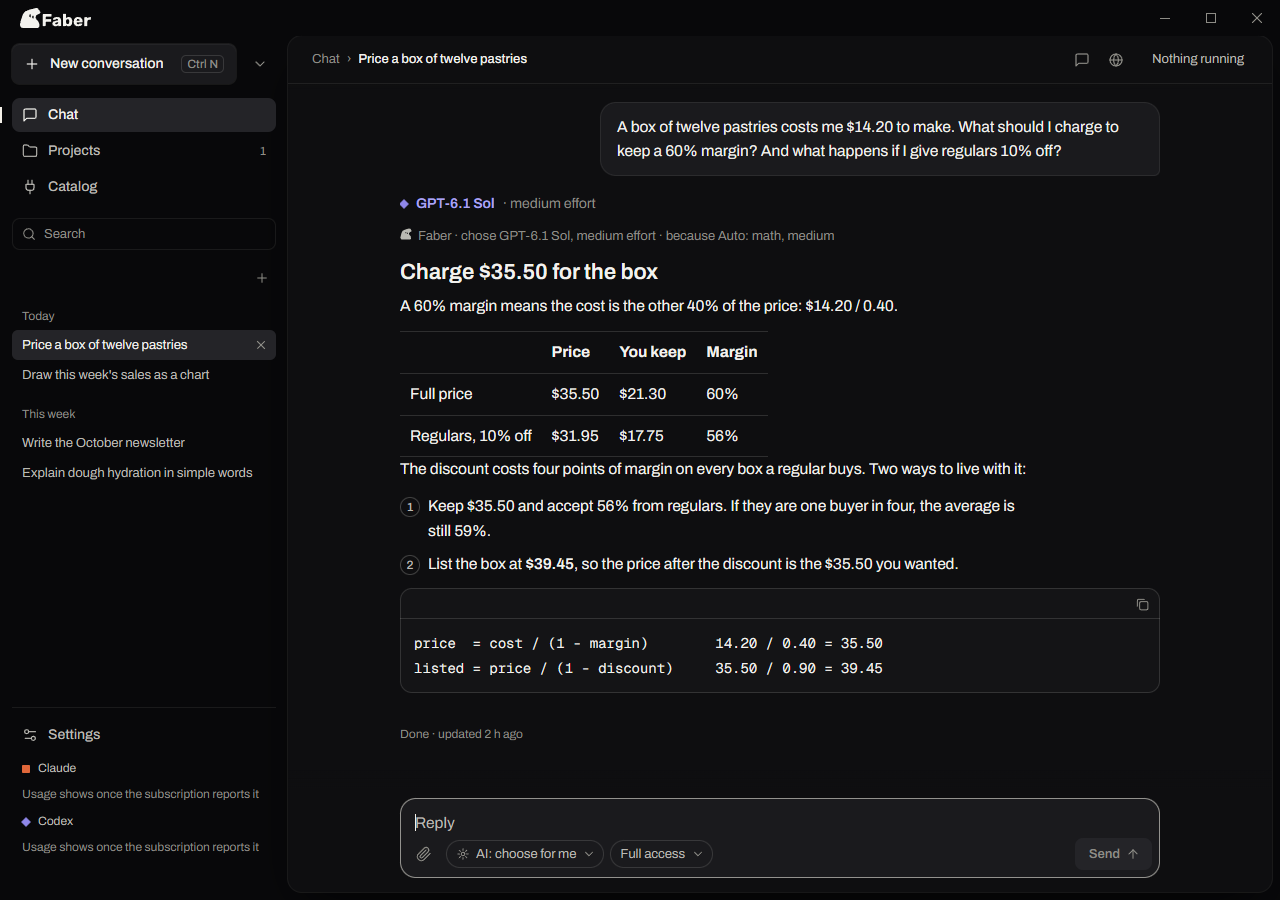 Faber
New conversation Ctrl N
Chat
Projects 1
Catalog
Search
Today
Price a box of twelve pastries
Draw this week's sales as a chart
This week
Write the October newsletter
Explain dough hydration in simple words
Settings
Claude
Usage shows once the subscription reports it
Codex
Usage shows once the subscription reports it
Chat › Price a box of twelve pastries
Nothing running
A box of twelve pastries costs me $14.20 to make. What should I charge to
keep a 60% margin? And what happens if I give regulars 10% off?
GPT-6.1 Sol · medium effort
Faber · chose GPT-6.1 Sol, medium effort · because Auto: math, medium
Charge $35.50 for the box
A 60% margin means the cost is the other 40% of the price: $14.20 / 0.40.
Price You keep Margin
Full price $35.50 $21.30 60%
Regulars, 10% off $31.95 $17.75 56%
The discount costs four points of margin on every box a regular buys. Two ways to live with it:
1 Keep $35.50 and accept 56% from regulars. If they are one buyer in four, the average is
still 59%.
2 List the box at $39.45, so the price after the discount is the $35.50 you wanted.
price = cost / (1 - margin) 14.20 / 0.40 = 35.50
listed = price / (1 - discount) 35.50 / 0.90 = 39.45
Done · updated 2 h ago
Reply
AI: choose for me
Full access
Send